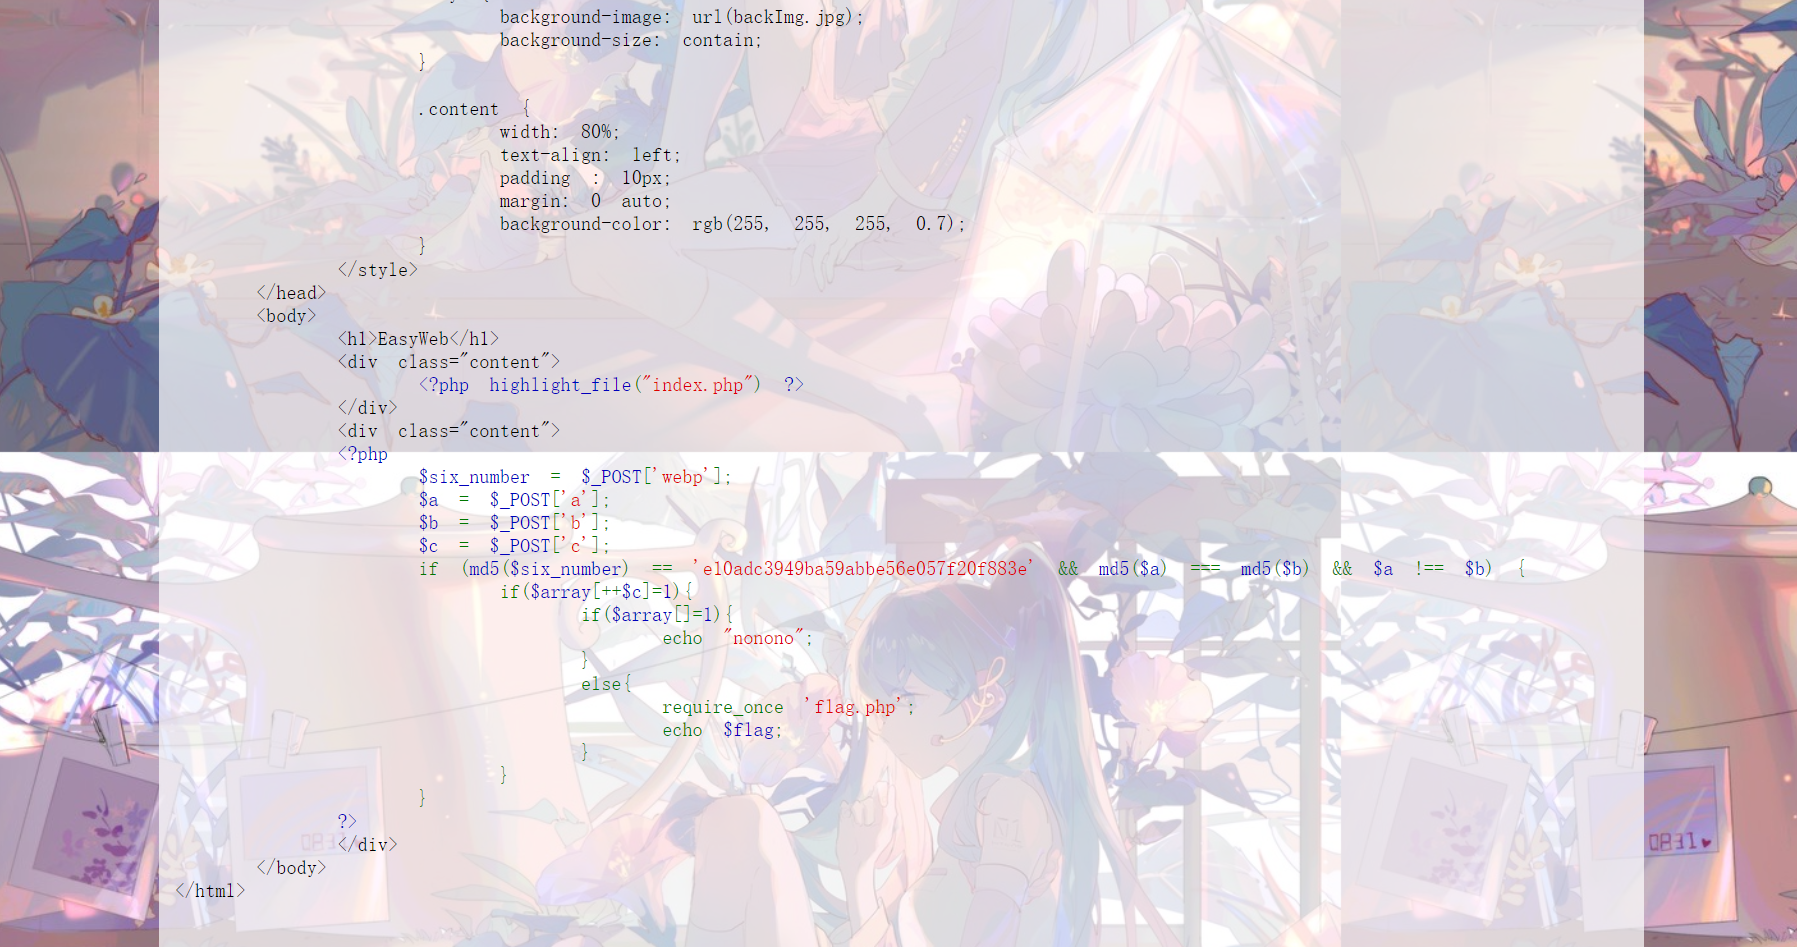 background-image: url(backImg.jpg);
background-size: contain;
}
.content {
width: 80%;
text-align: left;
padding : 10px;
margin: 0 auto;
background-color: rgb(255, 255, 255, 0.7);
}
</style>
</head>
<body>
<h1>EasyWeb</h1>
<div class="content">
<?php highlight_file("index.php") ?>
</div>
<div class="content">
<?php
$six_number = $_POST['webp'];
$a = $_POST['a'];
$b = $_POST['b'];
$c = $_POST['c'];
if (md5($six_number) == 'e10adc3949ba59abbe56e057f20f883e' && md5($a) === md5($b) && $a !== $b) {
if($array[++$c]=1){
if($array[]=1){
echo "nonono";
}
else{
require_once 'flag.php';
echo $flag;
}
}
}
?>
</div>
</body>
</html>
0831